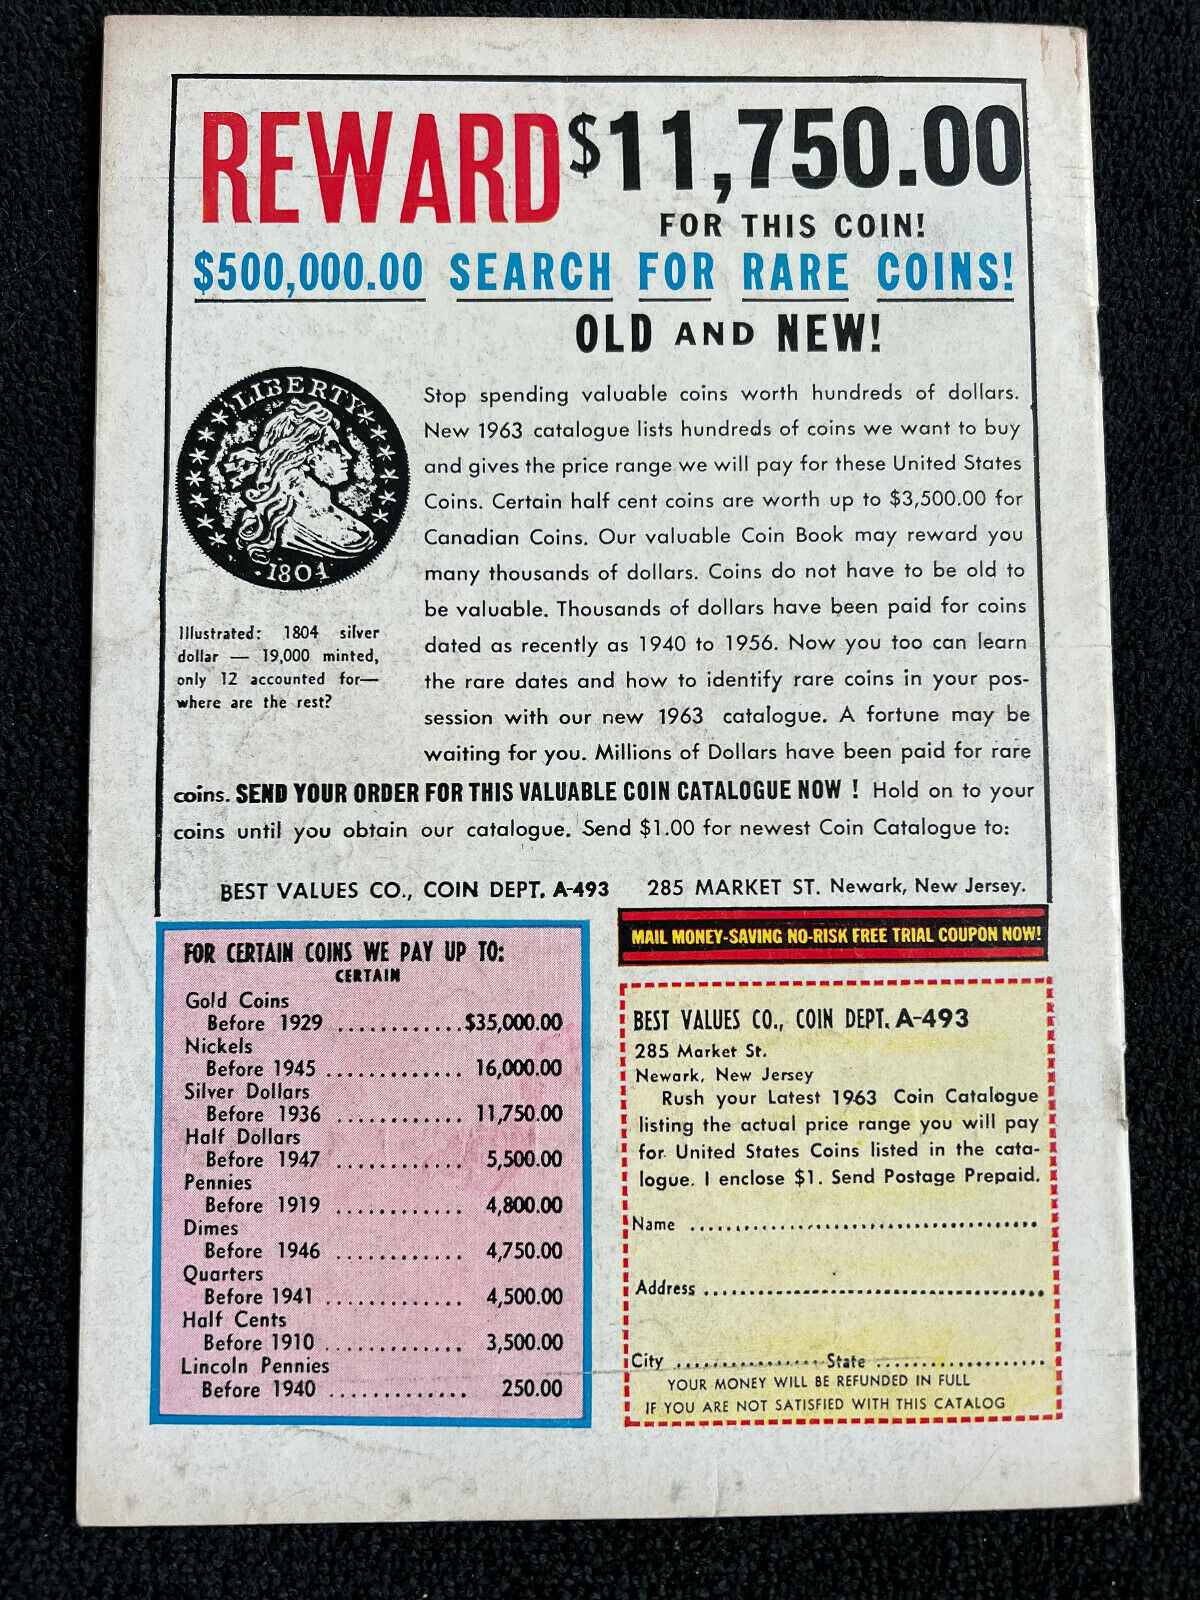 REWARD $11,750.00
FOR THIS COIN!
$500,000.00 SEARCH FOR RARE COINS!
OLD AND NEW!
LIBERTY
1804
Illustrated: 1804 silver
dollar — 19,000 minted,
only 12 accounted for—
where are the rest?
Stop spending valuable coins worth hundreds of dollars.
New 1963 catalogue lists hundreds of coins we want to buy
and gives the price range we will pay for these United States
Coins. Certain half cent coins are worth up to $3,500.00 for
Canadian Coins. Our valuable Coin Book may reward you
many thousands of dollars. Coins do not have to be old to
be valuable. Thousands of dollars have been paid for coins
dated as recently as 1940 to 1956. Now you too can learn
the rare dates and how to identify rare coins in your pos-
session with our new 1963 catalogue. A fortune may be
waiting for you. Millions of Dollars have been paid for rare
coins. SEND YOUR ORDER FOR THIS VALUABLE COIN CATALOGUE NOW ! Hold on to your
coins until you obtain our catalogue. Send $1.00 for newest Coin Catalogue to:
BEST VALUES CO., COIN DEPT. A-493 285 MARKET ST. Newark, New Jersey.
FOR CERTAIN COINS WE PAY UP TO:
CERTAIN
Gold Coins
Before 1929 ............$35,000.00
Nickels
Before 1945 ............. 16,000.00
Silver Dollars
Before 1936 ............ 11,750.00
Half Dollars
Before 1947 ............ 5,500.00
Pennies
Before 1919 ............ 4,800.00
Dimes
Before 1946 ............ 4,750.00
Quarters
Before 1941 ............. 4,500.00
Half Cents
Before 1910 ............. 3,500.00
Lincoln Pennies
Before 1940 ............. 250.00
MAIL MONEY-SAVING NO-RISK FREE TRIAL COUPON NOW!
BEST VALUES CO., COIN DEPT. A-493
285 Market St.
Newark, New Jersey
Rush your Latest 1963 Coin Catalogue
listing the actual price range you will pay
for United States Coins listed in the cata-
logue. I enclose $1. Send Postage Prepaid.
Name ....................................
Address ....................................
City ................State ..................
YOUR MONEY WILL BE REFUNDED IN FULL
IF YOU ARE NOT SATISFIED WITH THIS CATALOG